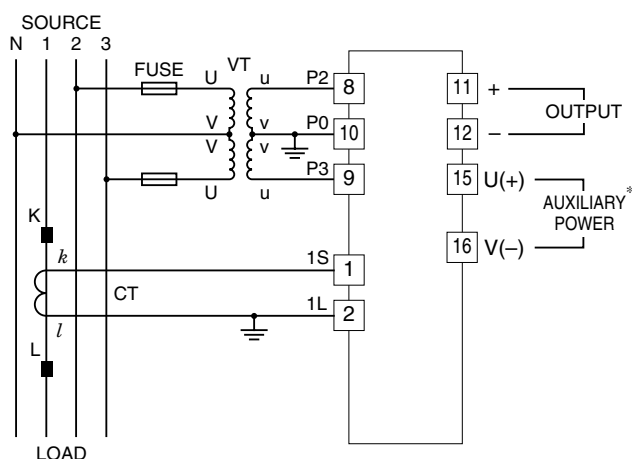 SOURCE
N 1 2 3
FUSE
VT
U u P2 8
V v P0 10
V v
U u P3 9
11 + OUTPUT
12 −
15 U(+)
AUXILIARY*
POWER
16 V(−)
K
k 1S 1
CT
l 1L 2
L
LOAD